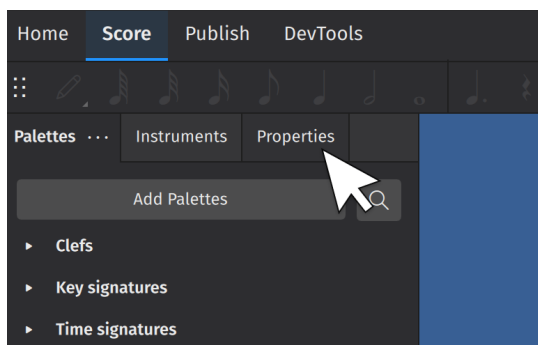 Home Score Publish DevTools
Palettes ... Instruments Properties
Add Palettes
Clefs
Key signatures
Time signatures